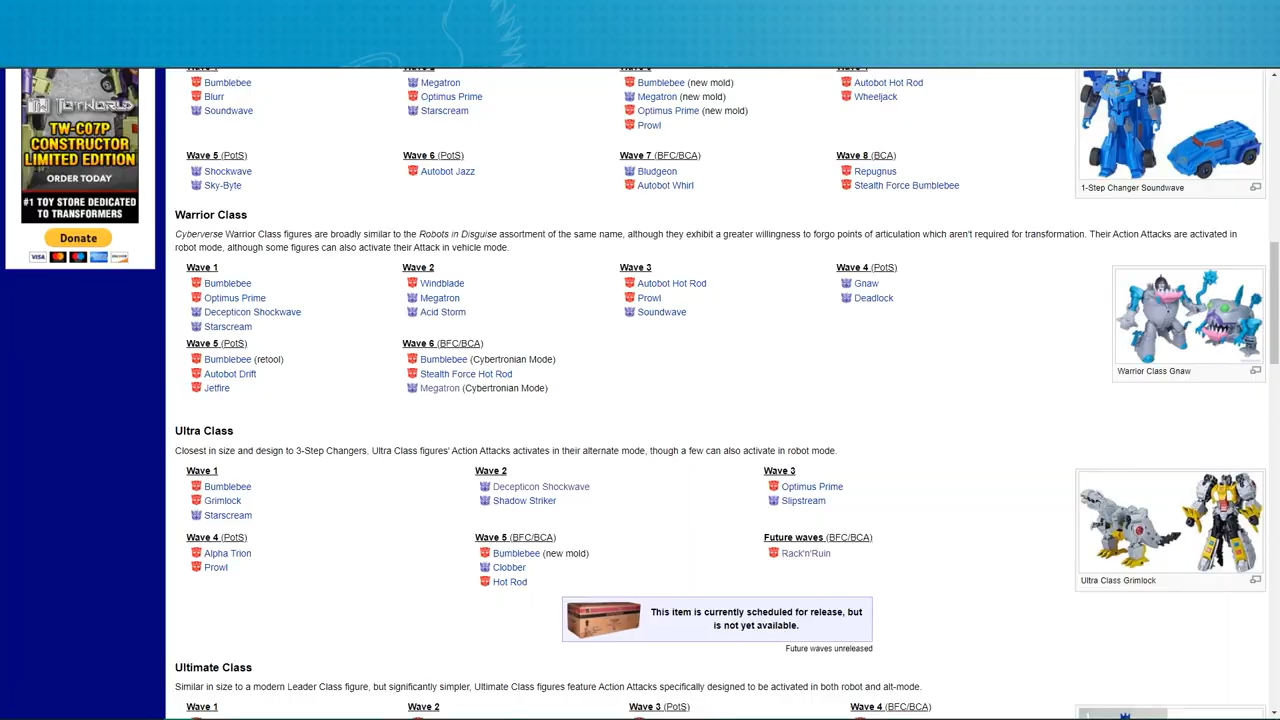 TOYWORLD
TW-C07P
CONSTRUCTOR
LIMITED EDITION
ORDER TODAY
#1 TOY STORE DEDICATED
TO TRANSFORMERS
Donate
VISA
Bumblebee
Blurr
Soundwave
Megatron
Optimus Prime
Starscream
Bumblebee (new mold)
Megatron (new mold)
Optimus Prime (new mold)
Prowl
Autobot Hot Rod
Wheeljack
Wave 5 (PotS)
Shockwave
Sky-Byte
Wave 6 (PotS)
Autobot Jazz
Wave 7 (BFC/BCA)
Bludgeon
Autobot Whirl
Wave 8 (BCA)
Repugnus
Stealth Force Bumblebee
1-Step Changer Soundwave
Warrior Class
Cyberverse Warrior Class figures are broadly similar to the Robots in Disguise assortment of the same name, although they exhibit a greater willingness to forgo points of articulation which aren't required for transformation. Their Action Attacks are activated in
robot mode, although some figures can also activate their Attack in vehicle mode.
Wave 1
Bumblebee
Optimus Prime
Decepticon Shockwave
Starscream
Wave 2
Windblade
Megatron
Acid Storm
Wave 3
Autobot Hot Rod
Prowl
Soundwave
Wave 4 (PotS)
Gnaw
Deadlock
Wave 5 (PotS)
Bumblebee (retool)
Autobot Drift
Jetfire
Wave 6 (BFC/BCA)
Bumblebee (Cybertronian Mode)
Stealth Force Hot Rod
Megatron (Cybertronian Mode)
Warrior Class Gnaw
Ultra Class
Closest in size and design to 3-Step Changers. Ultra Class figures' Action Attacks activates in their alternate mode, though a few can also activate in robot mode.
Wave 1
Bumblebee
Grimlock
Starscream
Wave 2
Decepticon Shockwave
Shadow Striker
Wave 3
Optimus Prime
Slipstream
Wave 4 (PotS)
Alpha Trion
Prowl
Wave 5 (BFC/BCA)
Bumblebee (new mold)
Clobber
Hot Rod
Future waves (BFC/BCA)
Rack'n'Ruin
Ultra Class Grimlock
This item is currently scheduled for release, but
is not yet available.
Future waves unreleased
Ultimate Class
Similar in size to a modern Leader Class figure, but significantly simpler, Ultimate Class figures feature Action Attacks specifically designed to be activated in both robot and alt-mode.
Wave 1
Wave 2
Wave 3 (PotS)
Wave 4 (BFC/BCA)